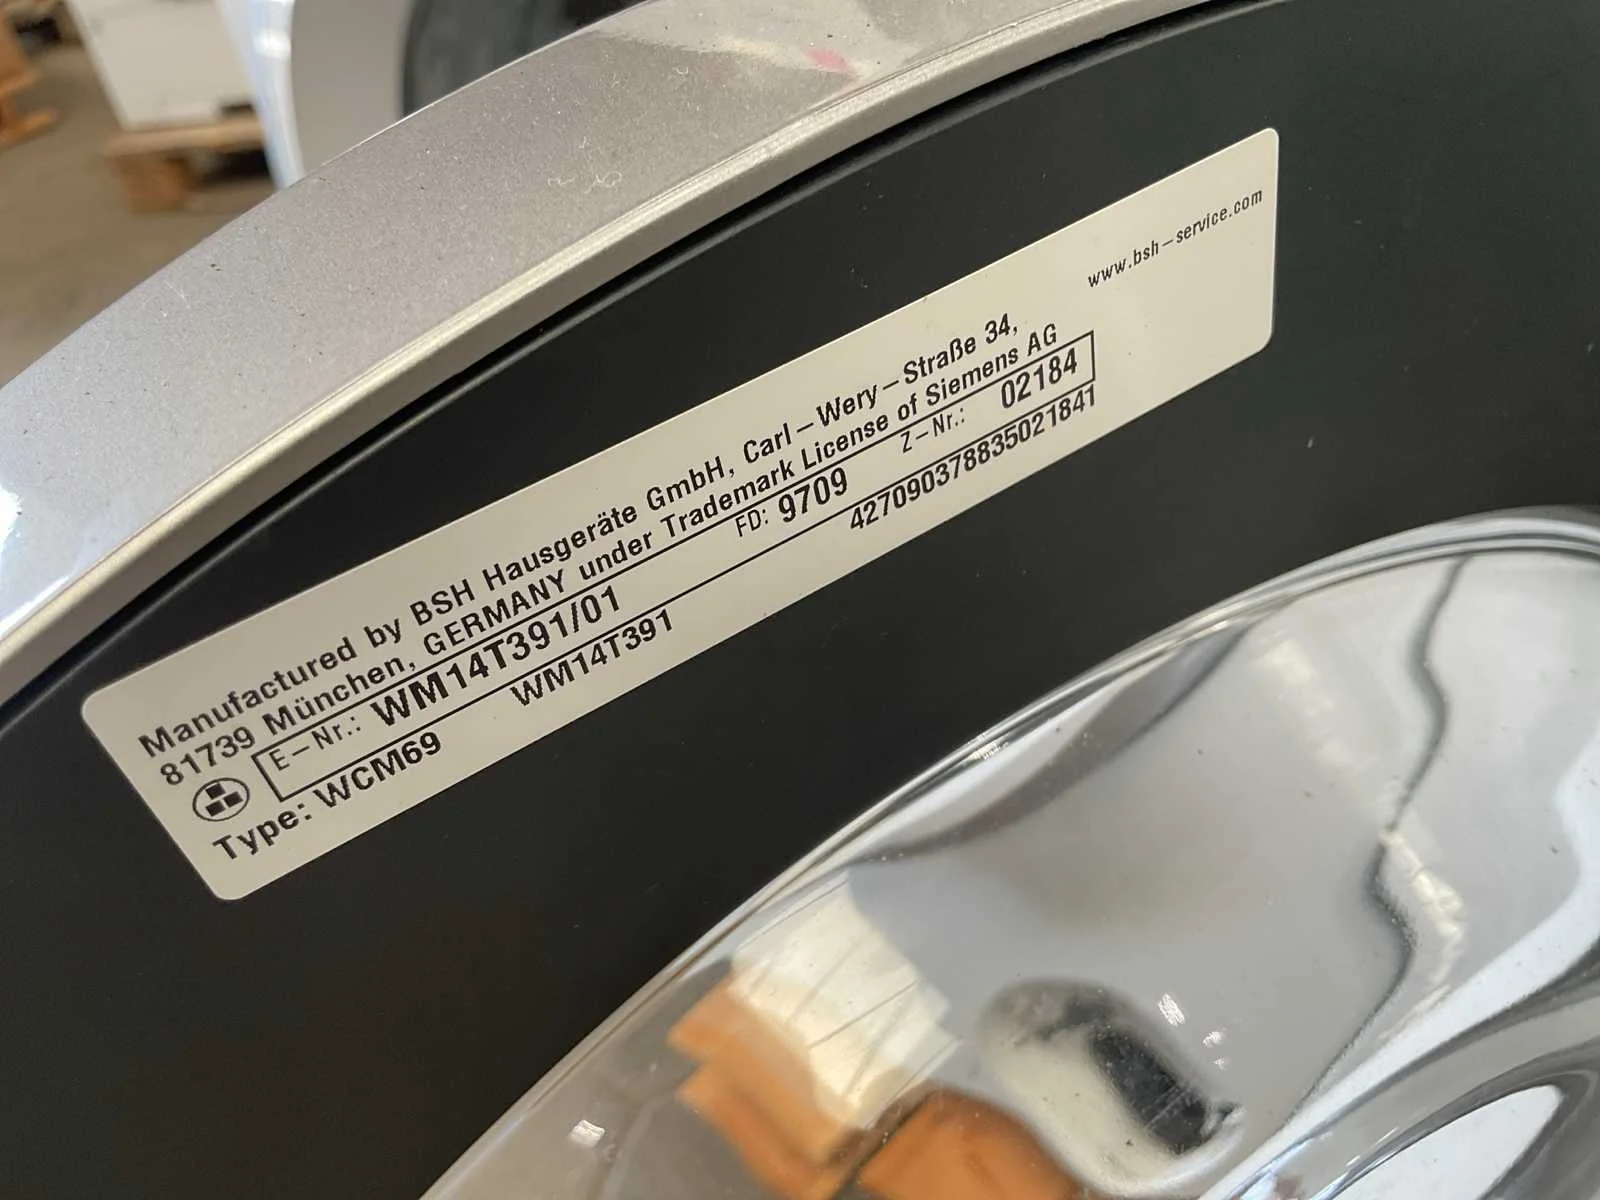 www.bsh-service.com
Manufactured by BSH Hausgeräte GmbH, Carl-Wery-Straße 34,
81739 München, GERMANY under Trademark License of Siemens AG
E-Nr.: WM14T391/01 FD: 9709 Z-Nr.: 02184
Type: WCM69 WM14T391 427090378835021841